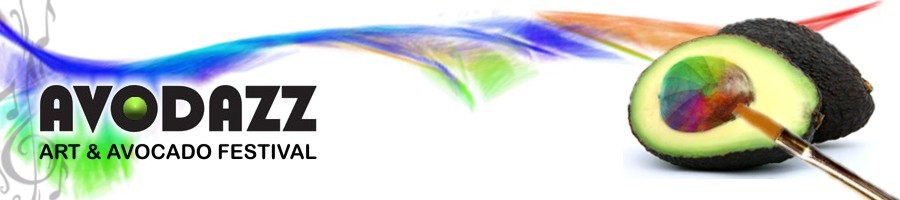 AVODAZZ
ART & AVOCADO FESTIVAL